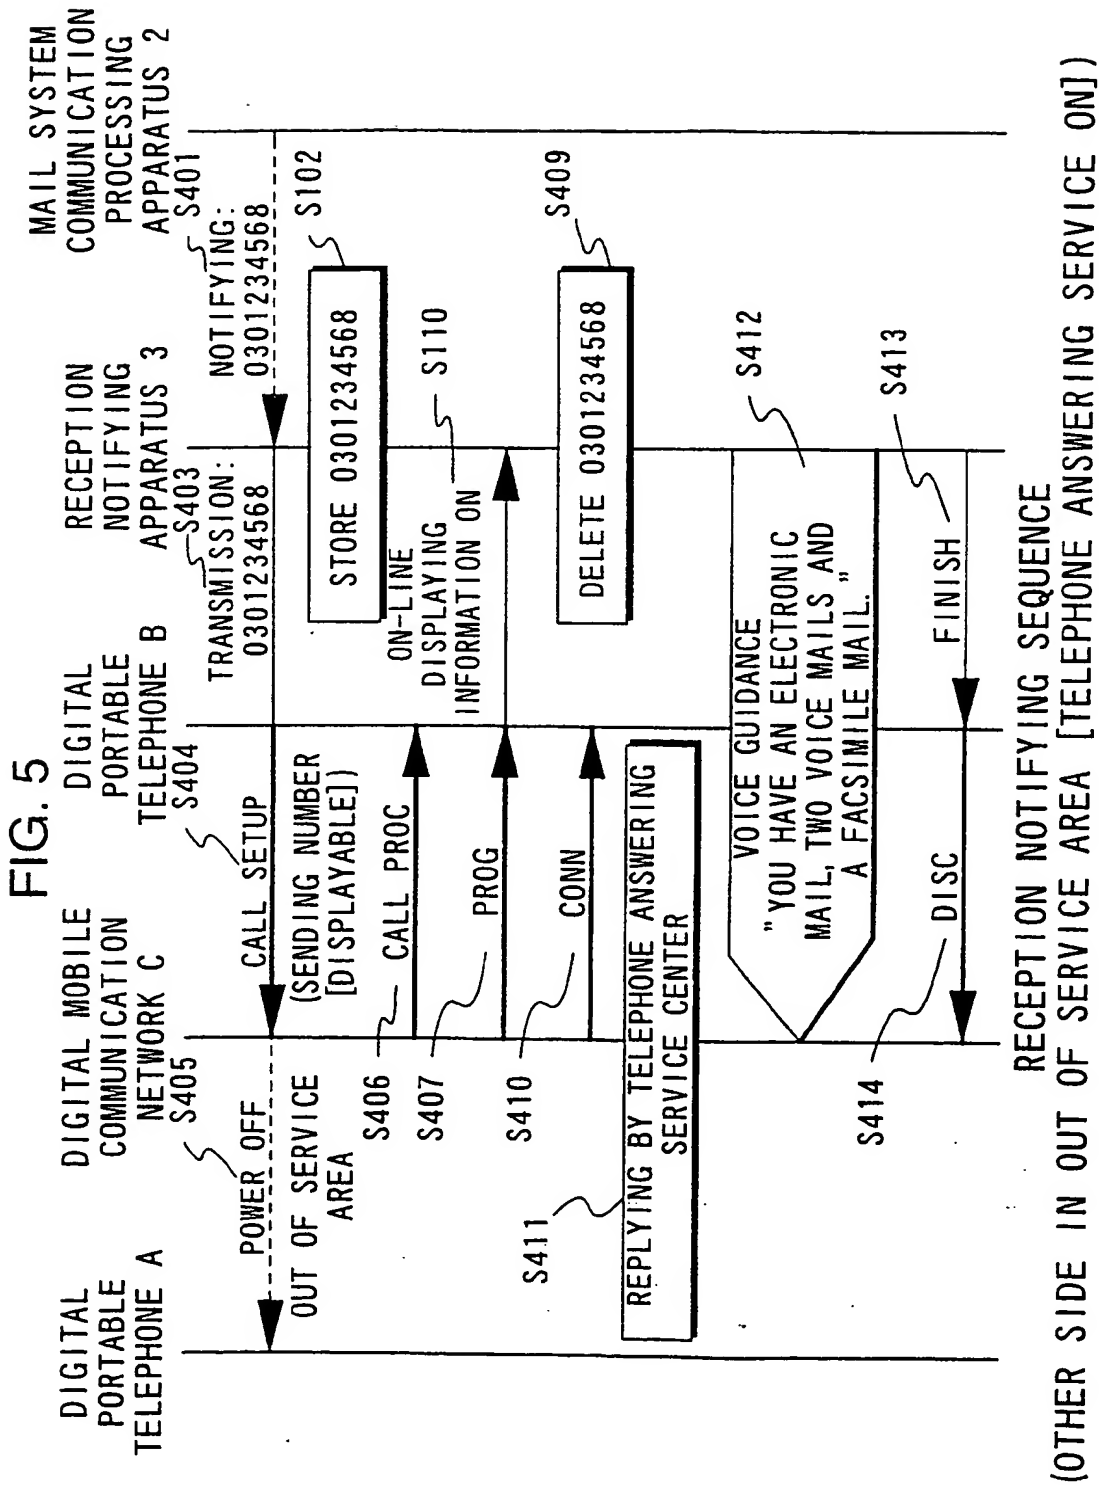 FIG. 5
DIGITAL
PORTABLE
TELEPHONE A
DIGITAL MOBILE
COMMUNICATION
NETWORK C
DIGITAL
PORTABLE
TELEPHONE B
RECEPTION
NOTIFYING
APPARATUS 3
MAIL SYSTEM
COMMUNICATION
PROCESSING
APPARATUS 2
S405
S404
S403
S401
POWER OFF
CALL SETUP
TRANSMISSION:
0301234568
NOTIFYING:
0301234568
OUT OF SERVICE
AREA
(SENDING NUMBER
[DISPLAYABLE])
STORE 0301234568
S102
S406
CALL PROC
ON-LINE
DISPLAYING
INFORMATION ON
S110
S407
PROG
S410
CONN
DELETE 0301234568
S409
S411
REPLYING BY TELEPHONE ANSWERING
SERVICE CENTER
VOICE GUIDANCE
"YOU HAVE AN ELECTRONIC
MAIL, TWO VOICE MAILS AND
A FACSIMILE MAIL."
S412
S414
DISC
FINISH
S413
RECEPTION NOTIFYING SEQUENCE
(OTHER SIDE IN OUT OF SERVICE AREA [TELEPHONE ANSWERING SERVICE ON])